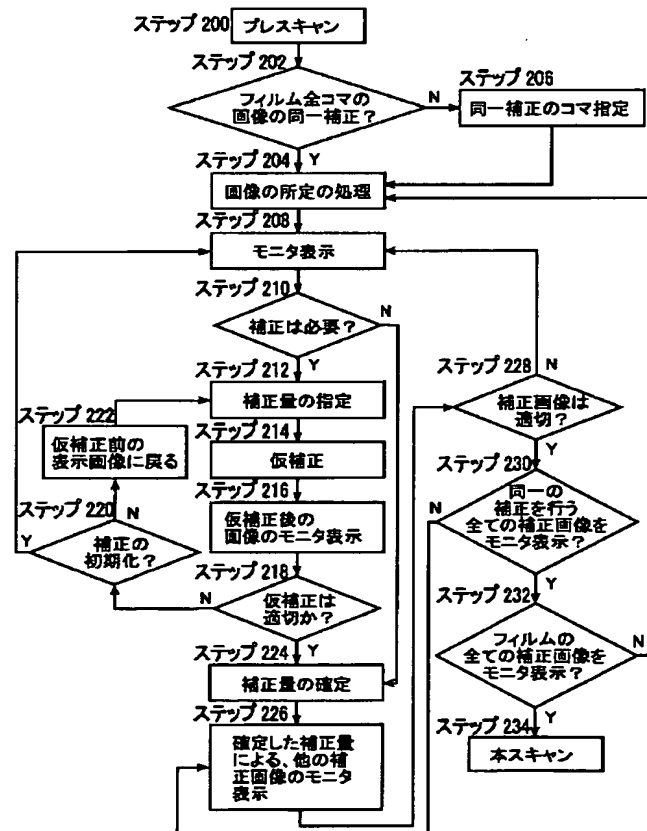 ステップ 200
プレスキャン
ステップ 202
フィルム全コマの
画像の同一補正？
N
ステップ 206
同一補正のコマ指定
ステップ 204
Y
画像の所定の処理
ステップ 208
モニタ表示
ステップ 210
補正は必要？
N
Y
ステップ 212
補正量の指定
ステップ 214
仮補正
ステップ 216
仮補正後の
画像のモニタ表示
ステップ 218
仮補正は
適切か？
N
Y
ステップ 220
補正の
初期化？
Y
N
ステップ 222
仮補正前の
表示画像に戻る
ステップ 224
補正量の確定
ステップ 226
確定した補正量
による、他の補
正画像のモニタ
表示
ステップ 228
補正画像は
適切？
N
Y
ステップ 230
同一の
補正を行う
全ての補正画像を
モニタ表示？
N
Y
ステップ 232
フィルムの
全ての補正画像を
モニタ表示？
N
Y
ステップ 234
本スキャン